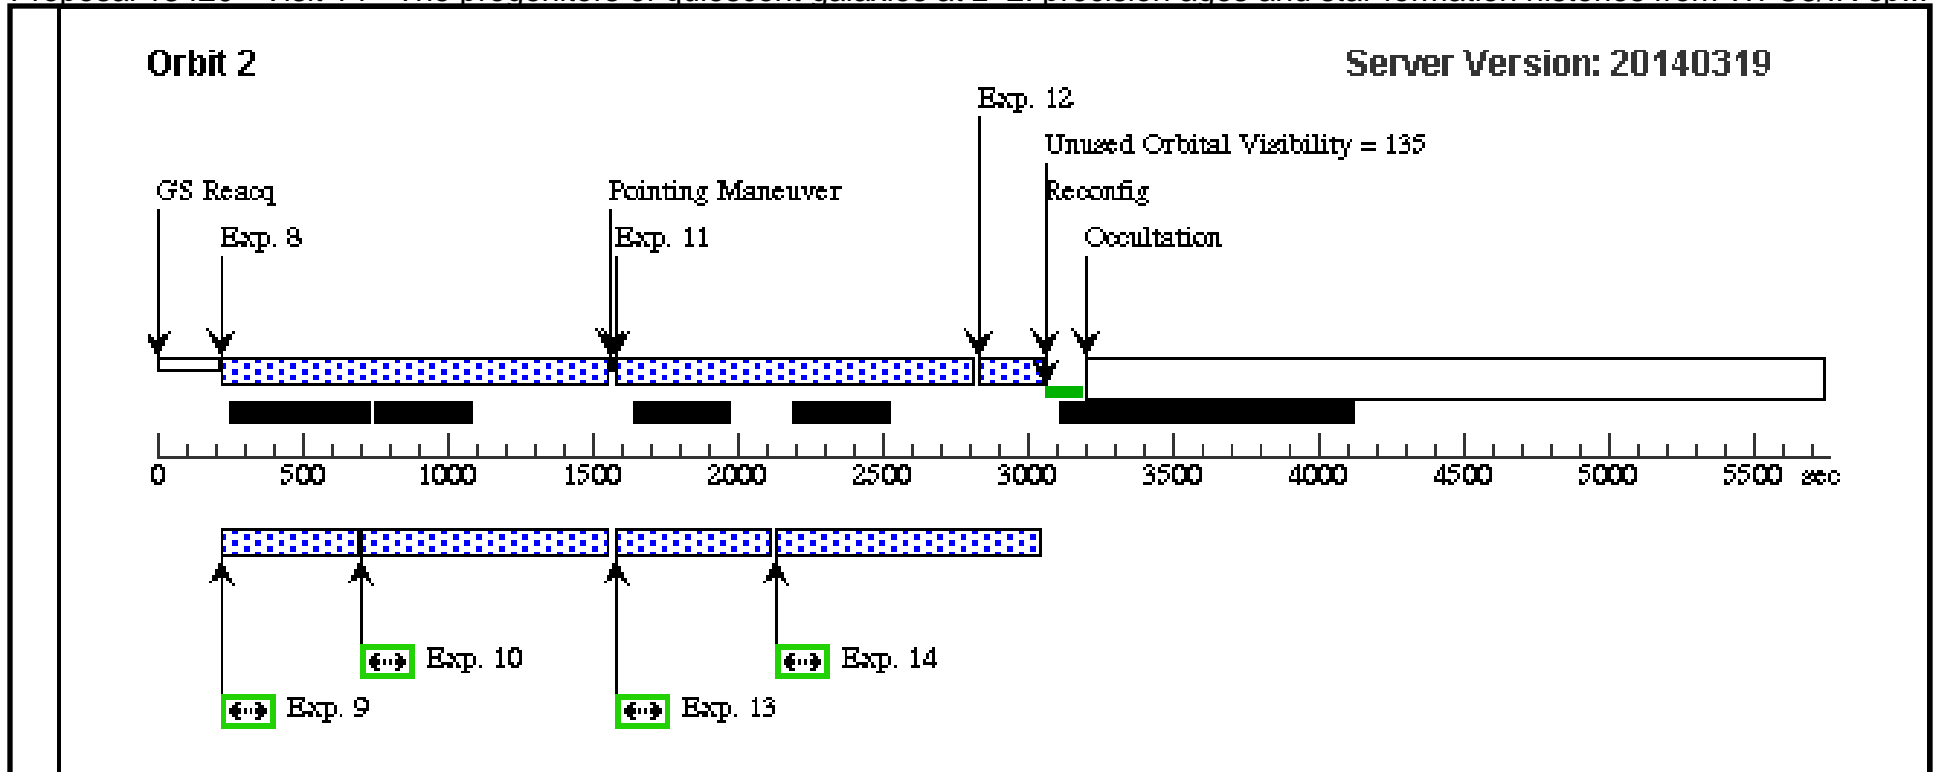 Orbit 2
Server Version: 20140319
Exp. 12
Unused Orbital Visibility = 135
GS Reacq
Pointing Maneuver
Reconfig
Exp. 8
Exp. 11
Occultation
0 500 1000 1500 2000 2500 3000 3500 4000 4500 5000 5500 sec
Exp. 10
Exp. 14
Exp. 9
Exp. 13